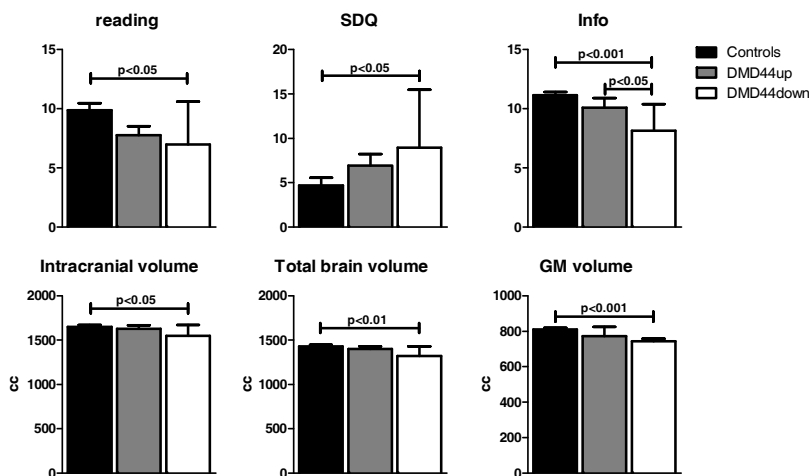 reading
SDQ
Info
15
10
5
0
p<0.05
20
15
10
5
0
p<0.05
15
10
5
0
p<0.001
p<0.05
Controls
DMD44up
DMD44down
Intracranial volume
Total brain volume
GM volume
2000
1500
1000
500
0
cc
p<0.05
2000
1500
1000
500
0
cc
p<0.01
1000
800
600
400
200
0
cc
p<0.001